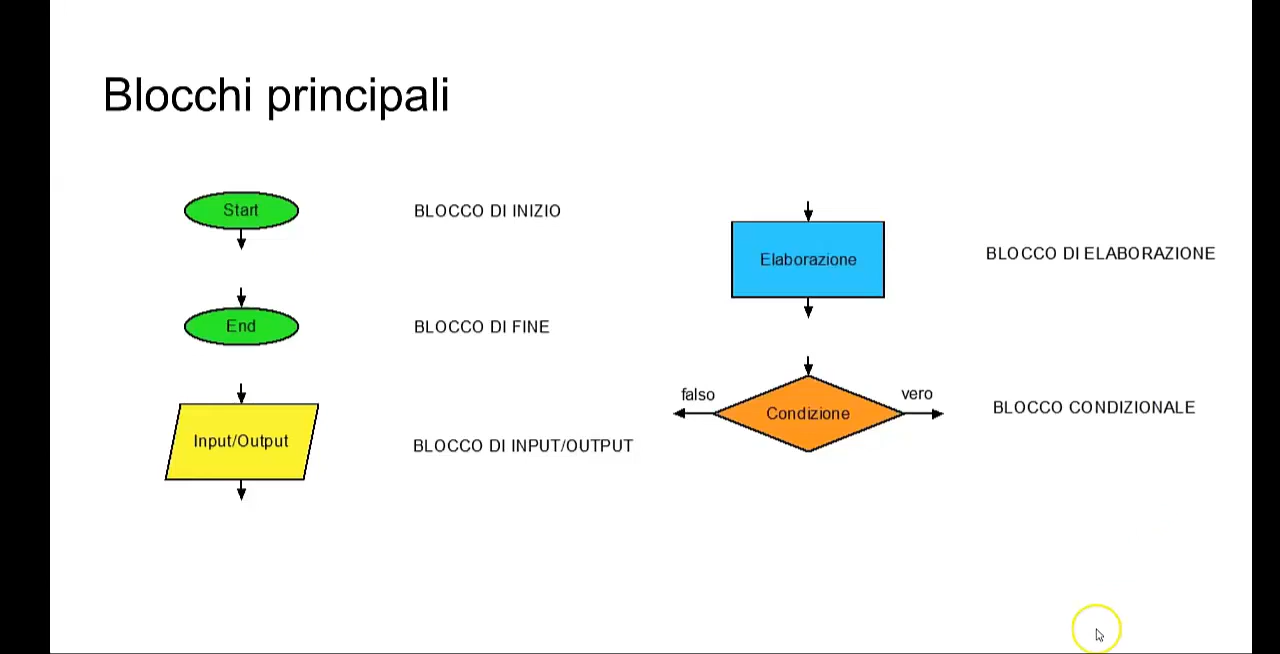 Blocchi principali
Start
BLOCCO DI INIZIO
End
BLOCCO DI FINE
Input/Output
BLOCCO DI INPUT/OUTPUT
Elaborazione
BLOCCO DI ELABORAZIONE
falso
Condizione
vero
BLOCCO CONDIZIONALE